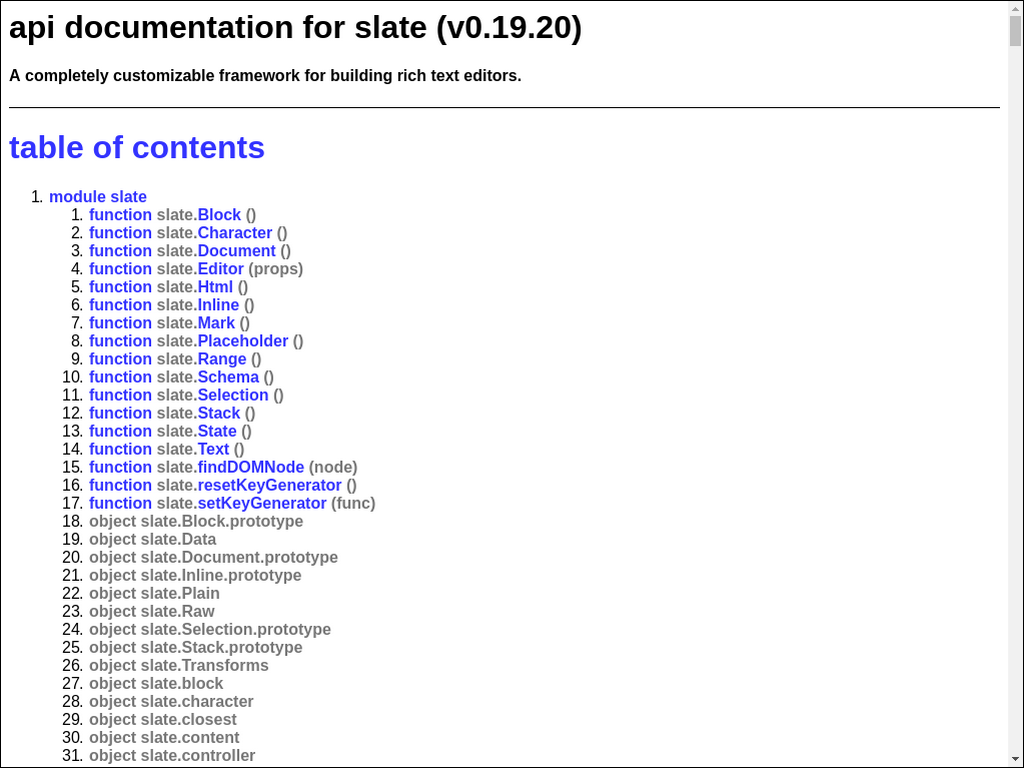 api documentation for slate (v0.19.20)
A completely customizable framework for building rich text editors.
table of contents
1. module slate
1. function slate.Block ()
2. function slate.Character ()
3. function slate.Document ()
4. function slate.Editor (props)
5. function slate.Html ()
6. function slate.Inline ()
7. function slate.Mark ()
8. function slate.Placeholder ()
9. function slate.Range ()
10. function slate.Schema ()
11. function slate.Selection ()
12. function slate.Stack ()
13. function slate.State ()
14. function slate.Text ()
15. function slate.findDOMNode (node)
16. function slate.resetKeyGenerator ()
17. function slate.setKeyGenerator (func)
18. object slate.Block.prototype
19. object slate.Data
20. object slate.Document.prototype
21. object slate.Inline.prototype
22. object slate.Plain
23. object slate.Raw
24. object slate.Selection.prototype
25. object slate.Stack.prototype
26. object slate.Transforms
27. object slate.block
28. object slate.character
29. object slate.closest
30. object slate.content
31. object slate.controller